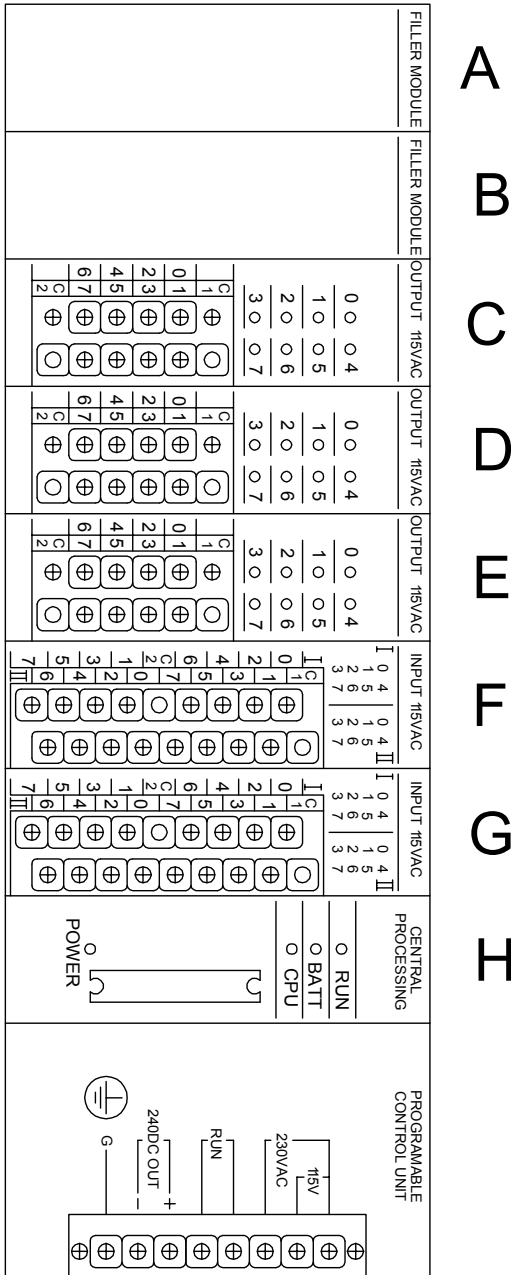 FILLER MODULE
A
FILLER MODULE
B
OUTPUT 115VAC
0 4
1 5
2 6
3 7
C 1
0 1
2 3
4 5
6 7
C 2
C
OUTPUT 115VAC
0 4
1 5
2 6
3 7
C 1
0 1
2 3
4 5
6 7
C 2
D
OUTPUT 115VAC
0 4
1 5
2 6
3 7
C 1
0 1
2 3
4 5
6 7
C 2
E
INPUT 115VAC
I 0 4 0 4 II
1 5 1 5
2 6 2 6
3 7 3 7
I 0 2 4 6 C 2 1 3 5 7
C 1 1 3 5 7 0 2 4 6 II
F
INPUT 115VAC
I 0 4 0 4 II
1 5 1 5
2 6 2 6
3 7 3 7
I 0 2 4 6 C 2 1 3 5 7
C 1 1 3 5 7 0 2 4 6 II
G
CENTRAL
PROCESSING
RUN
BATT
CPU
POWER
H
PROGRAMABLE
CONTROL UNIT
115V
230VAC
RUN
240DC OUT
+
-
G